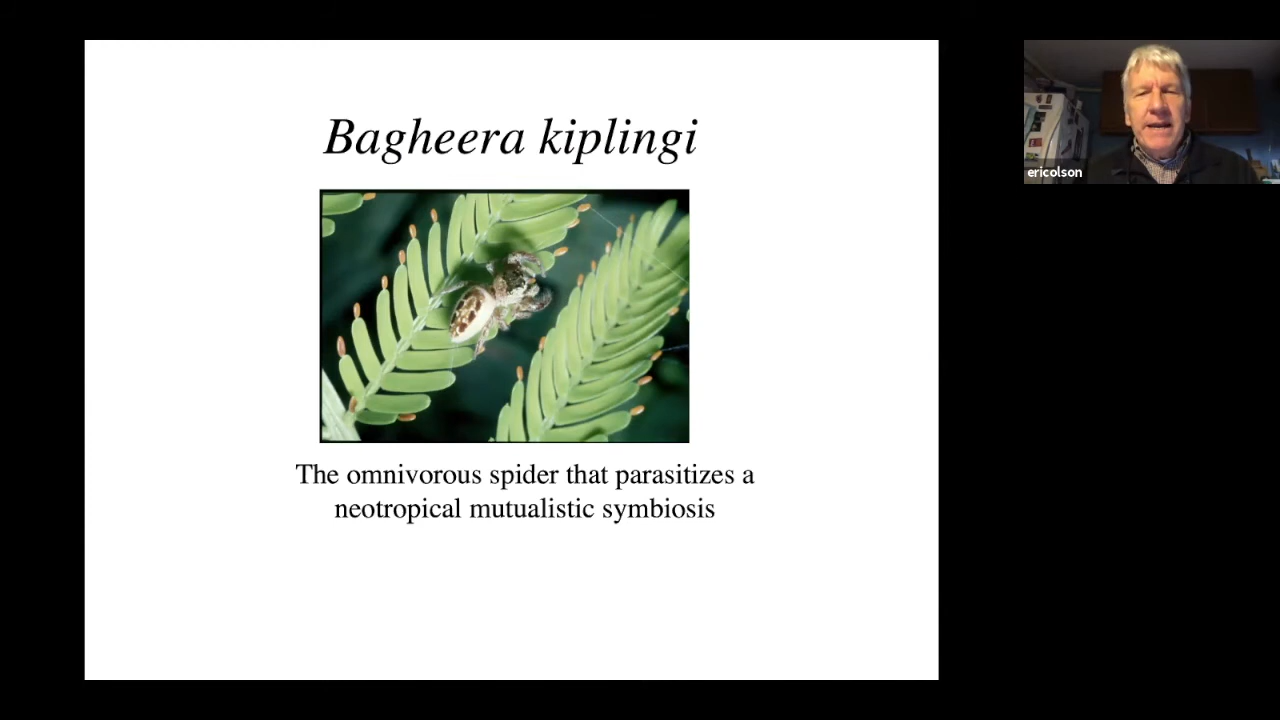 Bagheera kiplingi
ericolson
The omnivorous spider that parasitizes a
neotropical mutualistic symbiosis